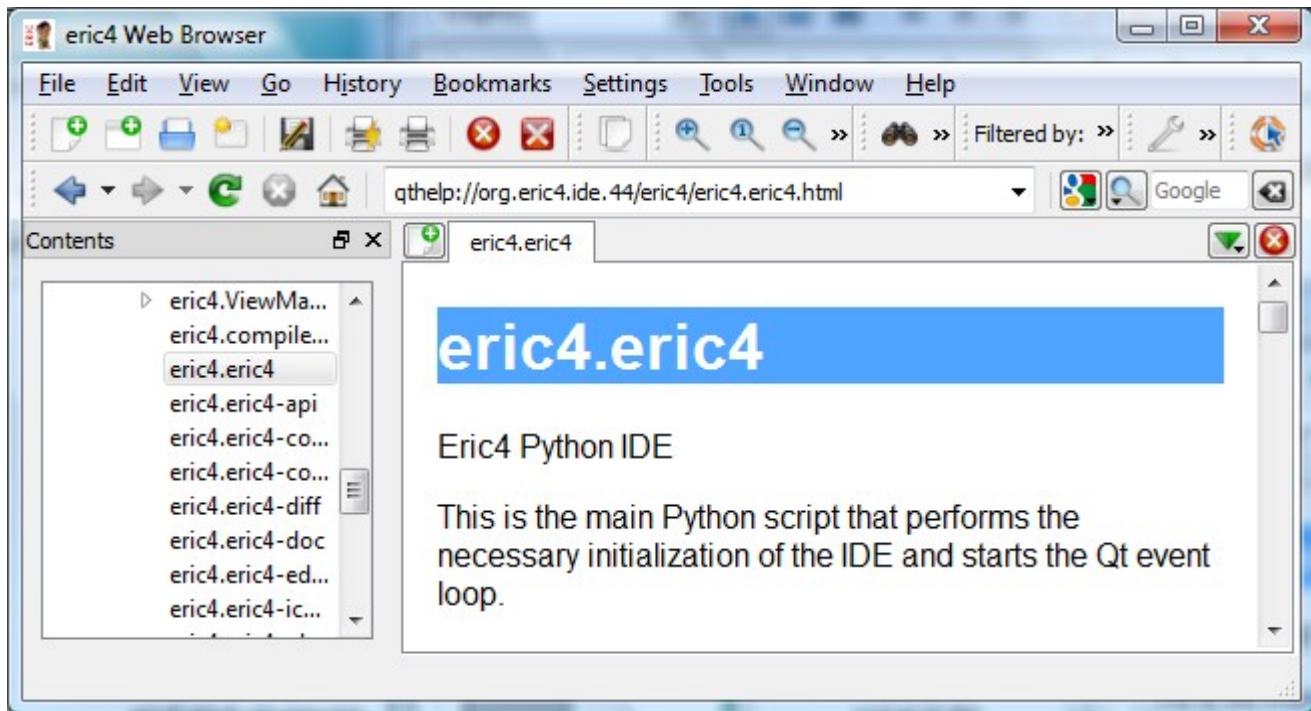 eric4 Web Browser
File Edit View Go History Bookmarks Settings Tools Window Help
Filtered by: »
qthelp://org.eric4.ide.44/eric4/eric4.eric4.html Google
Contents
eric4.eric4
eric4.ViewMa...
eric4.compile...
eric4.eric4
eric4.eric4-api
eric4.eric4-co...
eric4.eric4-co...
eric4.eric4-diff
eric4.eric4-doc
eric4.eric4-ed...
eric4.eric4-ic...
eric4.eric4
Eric4 Python IDE
This is the main Python script that performs the
necessary initialization of the IDE and starts the Qt event
loop.